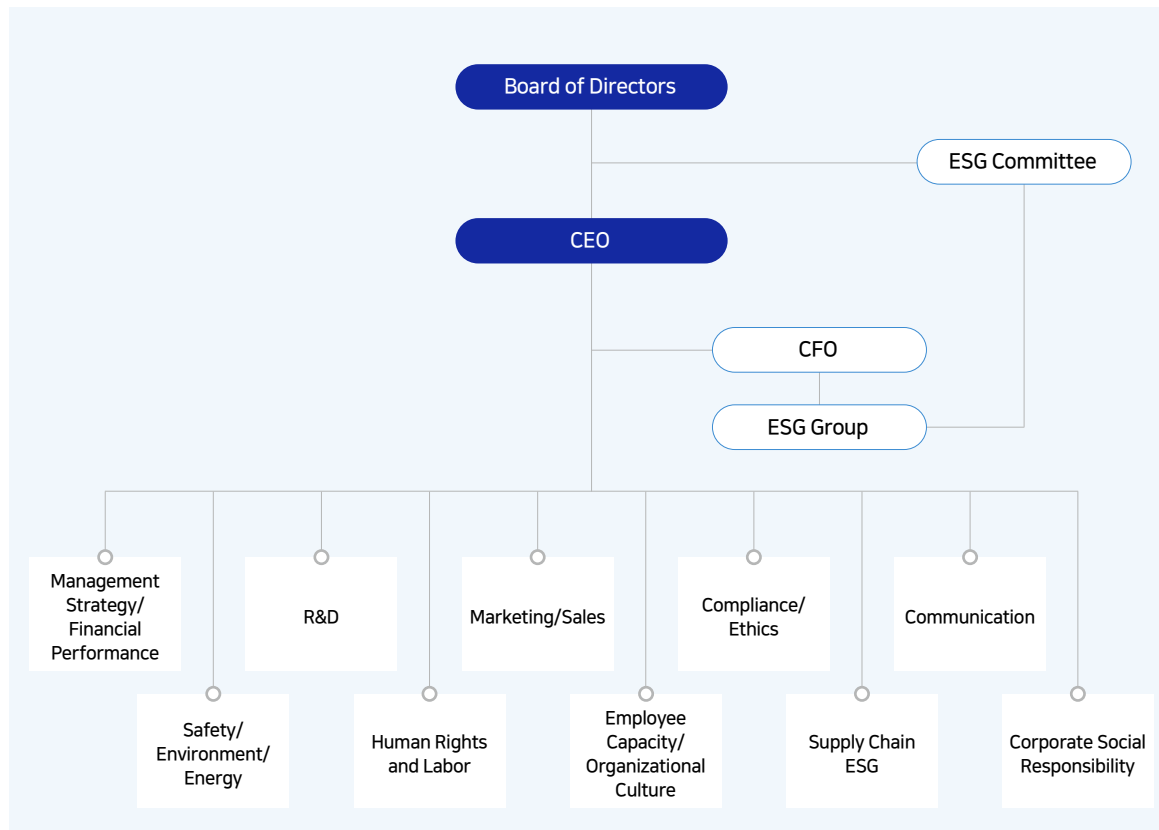 Board of Directors
ESG Committee
CEO
CFO
ESG Group
Management
Strategy/
Financial
Performance
R&D
Marketing/Sales
Compliance/
Ethics
Communication
Safety/
Environment/
Energy
Human Rights
and Labor
Employee
Capacity/
Organizational
Culture
Supply Chain
ESG
Corporate Social
Responsibility